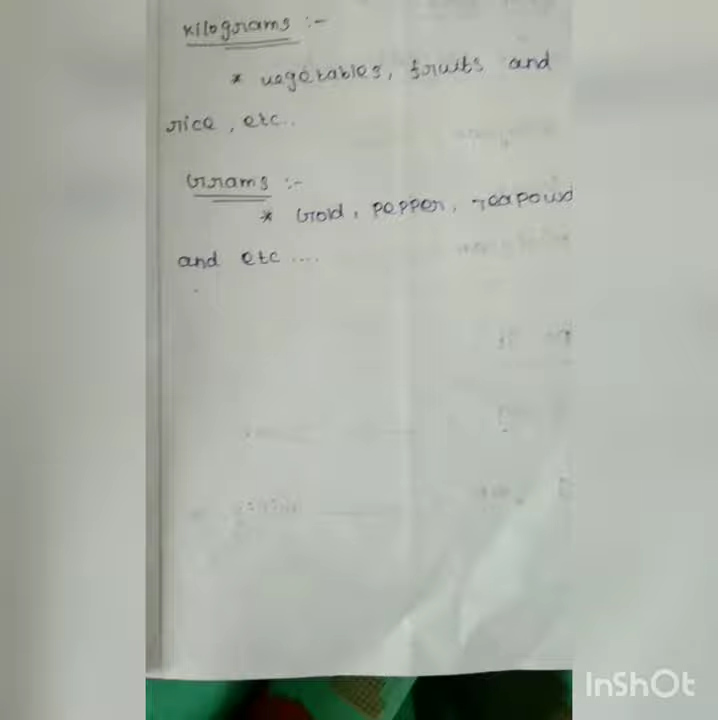 Kilograms :-
* vegetables, fruits and
rice, etc..
Grams :-
* Gold, pepper, Teapowd
and etc ....
InShOt